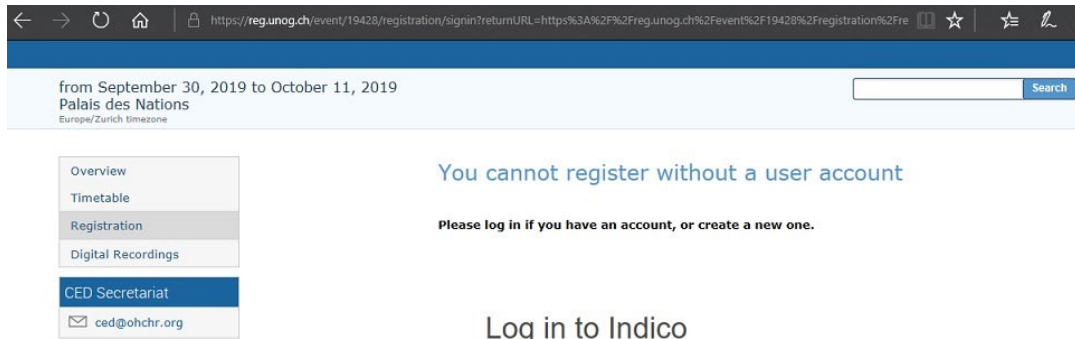 https://reg.unog.ch/event/19428/registration/signin?returnURL=https%3A%2F%2Freg.unog.ch%2Fevent%2F19428%2Fregistration%2Fre
from September 30, 2019 to October 11, 2019
Palais des Nations
Europe/Zurich timezone
Search
Overview
Timetable
Registration
Digital Recordings
CED Secretariat
ced@ohchr.org
You cannot register without a user account
Please log in if you have an account, or create a new one.
Log in to Indico